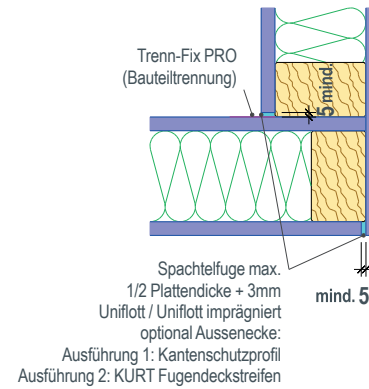 Trenn-Fix PRO
(Bauteiltrennung)
5 mind.
Spachtelfuge max.
1/2 Plattendicke + 3mm
Uniflott / Uniflott imprägniert
optional Aussenecke:
Ausführung 1: Kantenschutzprofil
Ausführung 2: KURT Fugendeckstreifen
mind. 5